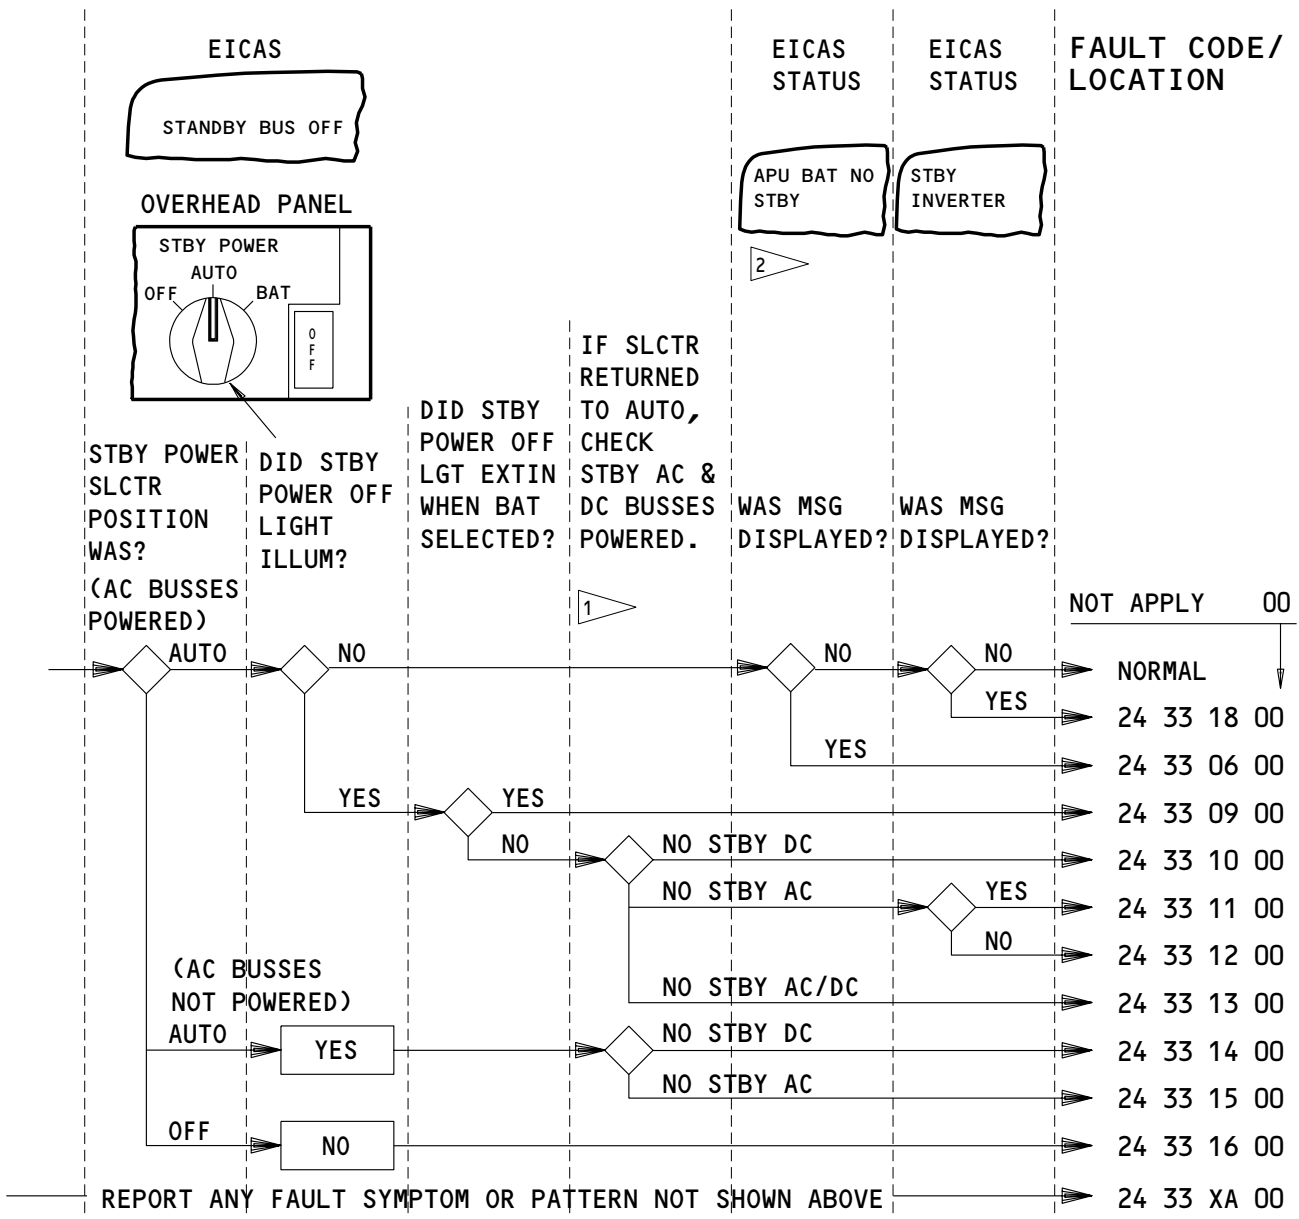 EICAS
STANDBY BUS OFF
OVERHEAD PANEL
STBY POWER
AUTO
OFF
BAT
OFF
STBY POWER
SLCTR
POSITION
WAS?
(AC BUSSES
POWERED)
DID STBY
POWER OFF
LIGHT
ILLUM?
DID STBY
POWER OFF
LGT EXTIN
WHEN BAT
SELECTED?
IF SLCTR
RETURNED
TO AUTO,
CHECK
STBY AC &
DC BUSSES
POWERED.
1
EICAS
STATUS
APU BAT NO
STBY
2
WAS MSG
DISPLAYED?
EICAS
STATUS
STBY
INVERTER
WAS MSG
DISPLAYED?
FAULT CODE/
LOCATION
NOT APPLY 00
AUTO
NO
NO
NO
NORMAL
YES
24 33 18 00
YES
24 33 06 00
YES
YES
24 33 09 00
NO
NO STBY DC
24 33 10 00
NO STBY AC
YES
24 33 11 00
NO
24 33 12 00
NO STBY AC/DC
24 33 13 00
(AC BUSSES
NOT POWERED)
AUTO
YES
NO STBY DC
24 33 14 00
NO STBY AC
24 33 15 00
OFF
NO
24 33 16 00
REPORT ANY FAULT SYMPTOM OR PATTERN NOT SHOWN ABOVE
24 33 XA 00